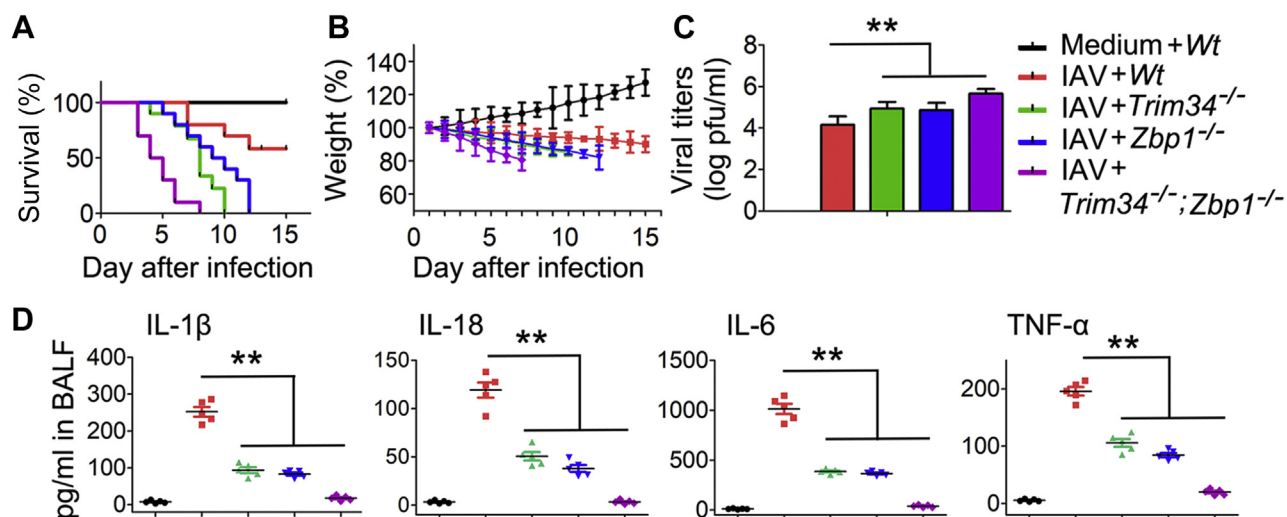 A
Survival (%)
100
50
0
0 5 10 15
Day after infection
B
Weight (%)
140
120
100
80
60
0 5 10 15
Day after infection
C
Viral titers
(log pfu/ml)
8
6
4
2
0
**
Medium + Wt
IAV + Wt
IAV + Trim34⁻/⁻
IAV + Zbp1⁻/⁻
IAV +
Trim34⁻/⁻; Zbp1⁻/⁻
D
pg/ml in BALF
IL-1β
400
300
200
100
0
**
IL-18
150
100
50
0
**
IL-6
1500
1000
500
0
**
TNF-α
200
100
0
**